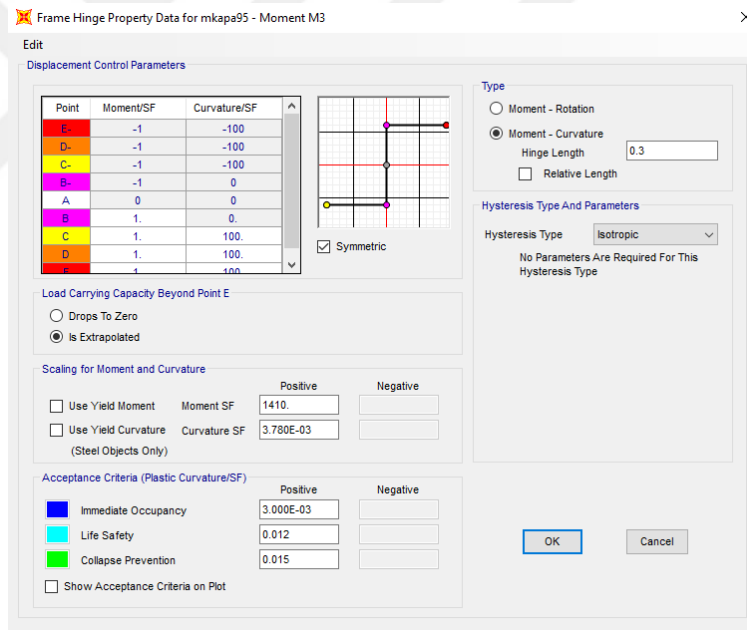 Frame Hinge Property Data for mkapa95 - Moment M3
Edit
Displacement Control Parameters
Point Moment/SF Curvature/SF
E- -1 -100
D- -1 -100
C- -1 -100
B- -1 0
A 0 0
B 1. 0.
C 1. 100.
D 1. 100.
E 1. 100.
Symmetric
Load Carrying Capacity Beyond Point E
Drops To Zero
Is Extrapolated
Scaling for Moment and Curvature
Positive Negative
Use Yield Moment Moment SF 1410.
Use Yield Curvature Curvature SF 3.780E-03
(Steel Objects Only)
Acceptance Criteria (Plastic Curvature/SF)
Positive Negative
Immediate Occupancy 3.000E-03
Life Safety 0.012
Collapse Prevention 0.015
Show Acceptance Criteria on Plot
Type
Moment - Rotation
Moment - Curvature
Hinge Length 0.3
Relative Length
Hysteresis Type And Parameters
Hysteresis Type Isotropic
No Parameters Are Required For This
Hysteresis Type
OK Cancel